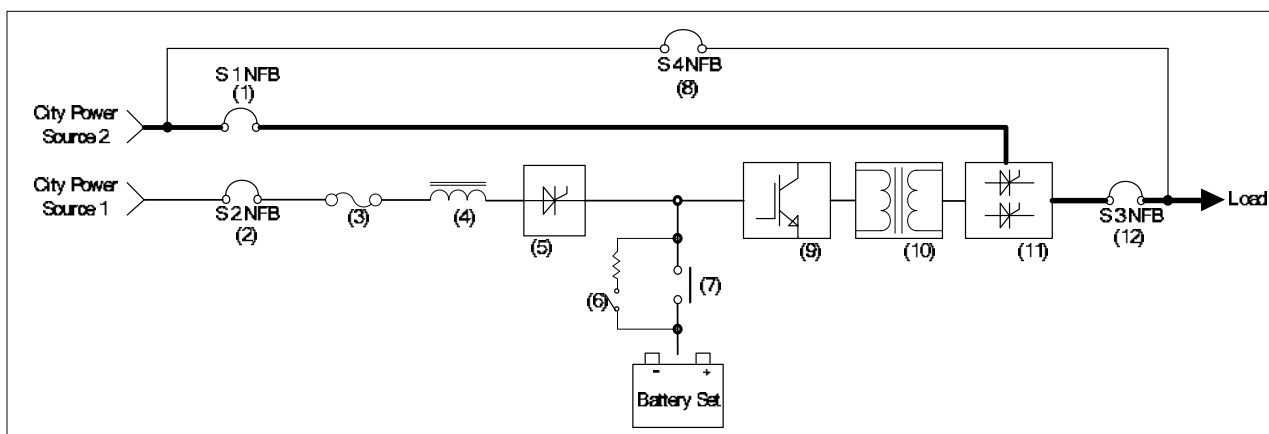 S1NFB
(1)
S4NFB
(8)
City Power
Source 2
City Power
Source 1
S2NFB
(2)
(3)
(4)
(5)
(6)
(7)
(9)
(10)
(11)
S3NFB
(12)
Load
- +
Battery Set